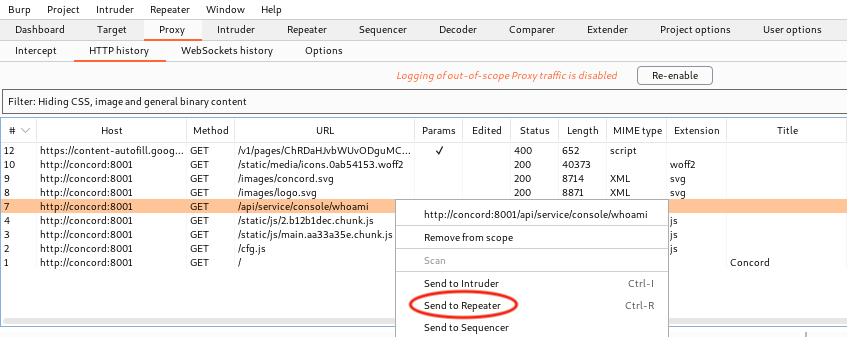 Burp Project Intruder Repeater Window Help
Dashboard Target Proxy Intruder Repeater Sequencer Decoder Comparer Extender Project options User options
Intercept HTTP history WebSockets history Options
Logging of out-of-scope Proxy traffic is disabled Re-enable
Filter: Hiding CSS, image and general binary content
# Host Method URL Params Edited Status Length MIME type Extension Title
12 https://content-autofill.goog... GET /v1/pages/ChRDaHJvbWUvODguMC... ✓ 400 652 script
10 http://concord:8001 GET /static/media/icons.0ab54153.woff2 200 40373 woff2
9 http://concord:8001 GET /images/concord.svg 200 8714 XML svg
8 http://concord:8001 GET /images/logo.svg 200 8871 XML svg
7 http://concord:8001 GET /api/service/console/whoami
4 http://concord:8001 GET /static/js/2.b12b1dec.chunk.js js
3 http://concord:8001 GET /static/js/main.aa33a35e.chunk.js js
2 http://concord:8001 GET /cfg.js js
1 http://concord:8001 GET / Concord
http://concord:8001/api/service/console/whoami
Remove from scope
Scan
Send to Intruder Ctrl-I
Send to Repeater Ctrl-R
Send to Sequencer